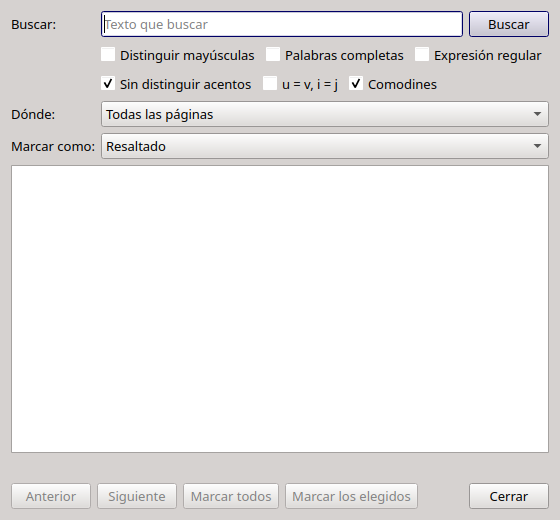 Buscar: Texto que buscar Buscar
Distinguir mayúsculas Palabras completas Expresión regular
Sin distinguir acentos u = v, i = j Comodines
Dónde: Todas las páginas
Marcar como: Resaltado
Anterior Siguiente Marcar todos Marcar los elegidos Cerrar